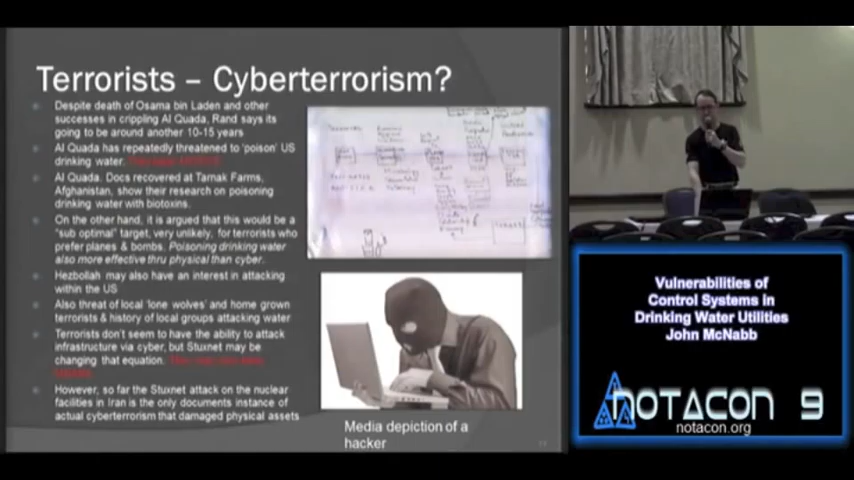 Terrorists – Cyberterrorism?
Despite death of Osama bin Laden and other
successes in crippling Al Quada, Rand says its
going to be around another 10-15 years
Al Quada has repeatedly threatened to 'poison' US
drinking water.
Al Quada. Docs recovered at Tarnak Farms,
Afghanistan, show their research on poisoning
drinking water with biotoxins.
On the other hand, it is argued that this would be a
"sub optimal" target, very unlikely, for terrorists who
prefer planes & bombs. Poisoning drinking water
also more effective thru physical than cyber.
Hezbollah may also have an interest in attacking
within the US
Also threat of local 'lone wolves' and home grown
terrorists & history of local groups attacking water
Terrorists don't seem to have the ability to attack
infrastructure via cyber, but Stuxnet may be
changing that equation.
However, so far the Stuxnet attack on the nuclear
facilities in Iran is the only documents instance of
actual cyberterrorism that damaged physical assets
Media depiction of a
hacker
Vulnerabilities of
Control Systems in
Drinking Water Utilities
John McNabb
NOTACON 9
notacon.org